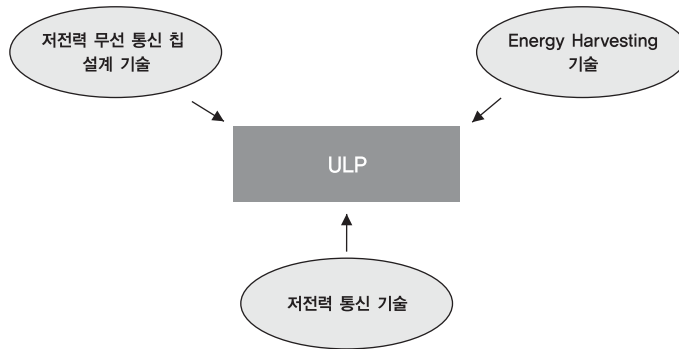 저전력 무선 통신 칩
설계 기술
Energy Harvesting
기술
ULP
저전력 통신 기술